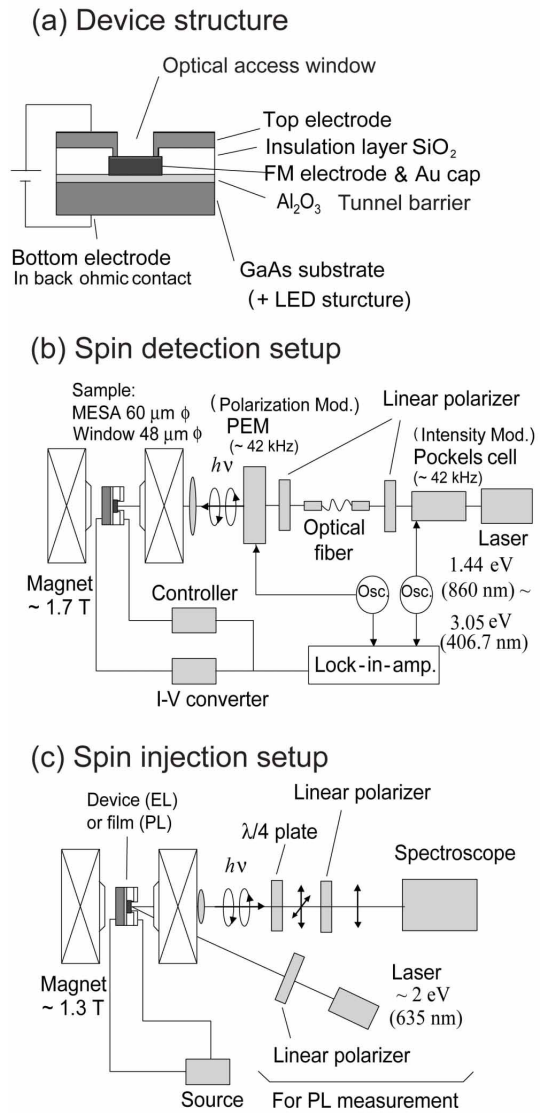 (a) Device structure
Optical access window
Top electrode
Insulation layer SiO₂
FM electrode & Au cap
Al₂O₃ Tunnel barrier
Bottom electrode
In back ohmic contact
GaAs substrate
(+ LED sturcture)
(b) Spin detection setup
Sample:
MESA 60 μm ϕ
Window 48 μm ϕ
(Polarization Mod.)
PEM
(~ 42 kHz)
Linear polarizer
(Intensity Mod.)
Pockels cell
(~ 42 kHz)
hν
Optical
fiber
Laser
1.44 eV
(860 nm) ~
3.05 eV
(406.7 nm)
Magnet
~ 1.7 T
Controller
Osc.
Osc.
Lock-in-amp.
I-V converter
(c) Spin injection setup
Linear polarizer
Device (EL)
or film (PL)
λ/4 plate
hν
Spectroscope
Magnet
~ 1.3 T
Laser
~ 2 eV
(635 nm)
Linear polarizer
Source
For PL measurement